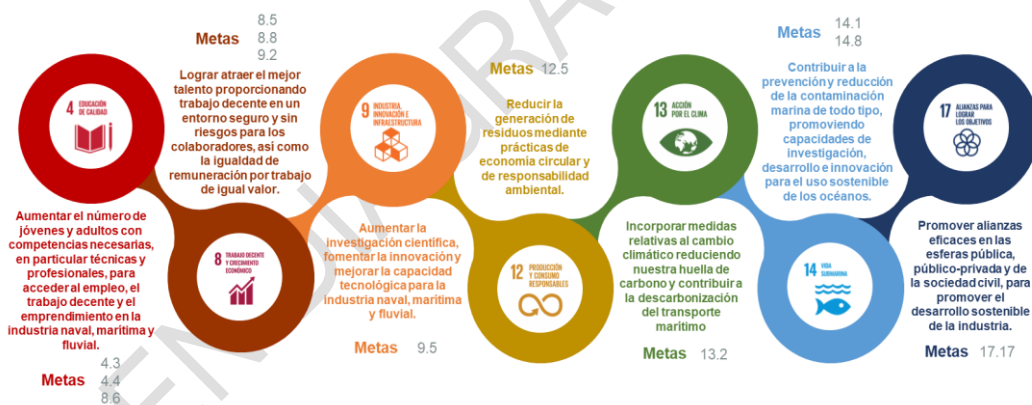 4 EDUCACIÓN
DE CALIDAD
Aumentar el número de
jóvenes y adultos con
competencias necesarias,
en particular técnicas y
profesionales, para
acceder al empleo, el
trabajo decente y el
emprendimiento en la
industria naval, marítima y
fluvial.
Metas
4.3
4.4
8.6
Metas
8.5
8.8
9.2
Lograr atraer el mejor
talento proporcionando
trabajo decente en un
entorno seguro y sin
riesgos para los
colaboradores, así como
la igualdad de
remuneración por trabajo
de igual valor.
8 TRABAJO DECENTE
Y CRECIMIENTO
ECONÓMICO
9 INDUSTRIA,
INNOVACIÓN E
INFRAESTRUCTURA
Aumentar la
investigación científica,
fomentar la innovación y
mejorar la capacidad
tecnológica para la
industria naval, marítima
y fluvial.
Metas 9.5
Metas 12.5
Reducir la
generación de
residuos mediante
prácticas de
economía circular y
de responsabilidad
ambiental.
12 PRODUCCIÓN
Y CONSUMO
RESPONSABLES
13 ACCIÓN
POR EL CLIMA
Incorporar medidas
relativas al cambio
climático reduciendo
nuestra huella de
carbono y contribuir a
la descarbonización
del transporte
marítimo
Metas 13.2
Metas
14.1
14.8
Contribuir a la
prevención y reducción
de la contaminación
marina de todo tipo,
promoviendo
capacidades de
investigación,
desarrollo e innovación
para el uso sostenible
de los océanos.
14 VIDA
SUBMARINA
17 ALIANZAS PARA
LOGRAR
LOS OBJETIVOS
Promover alianzas
eficaces en las
esferas pública,
público-privada y de
la sociedad civil, para
promover el
desarrollo sostenible
de la industria.
Metas 17.17